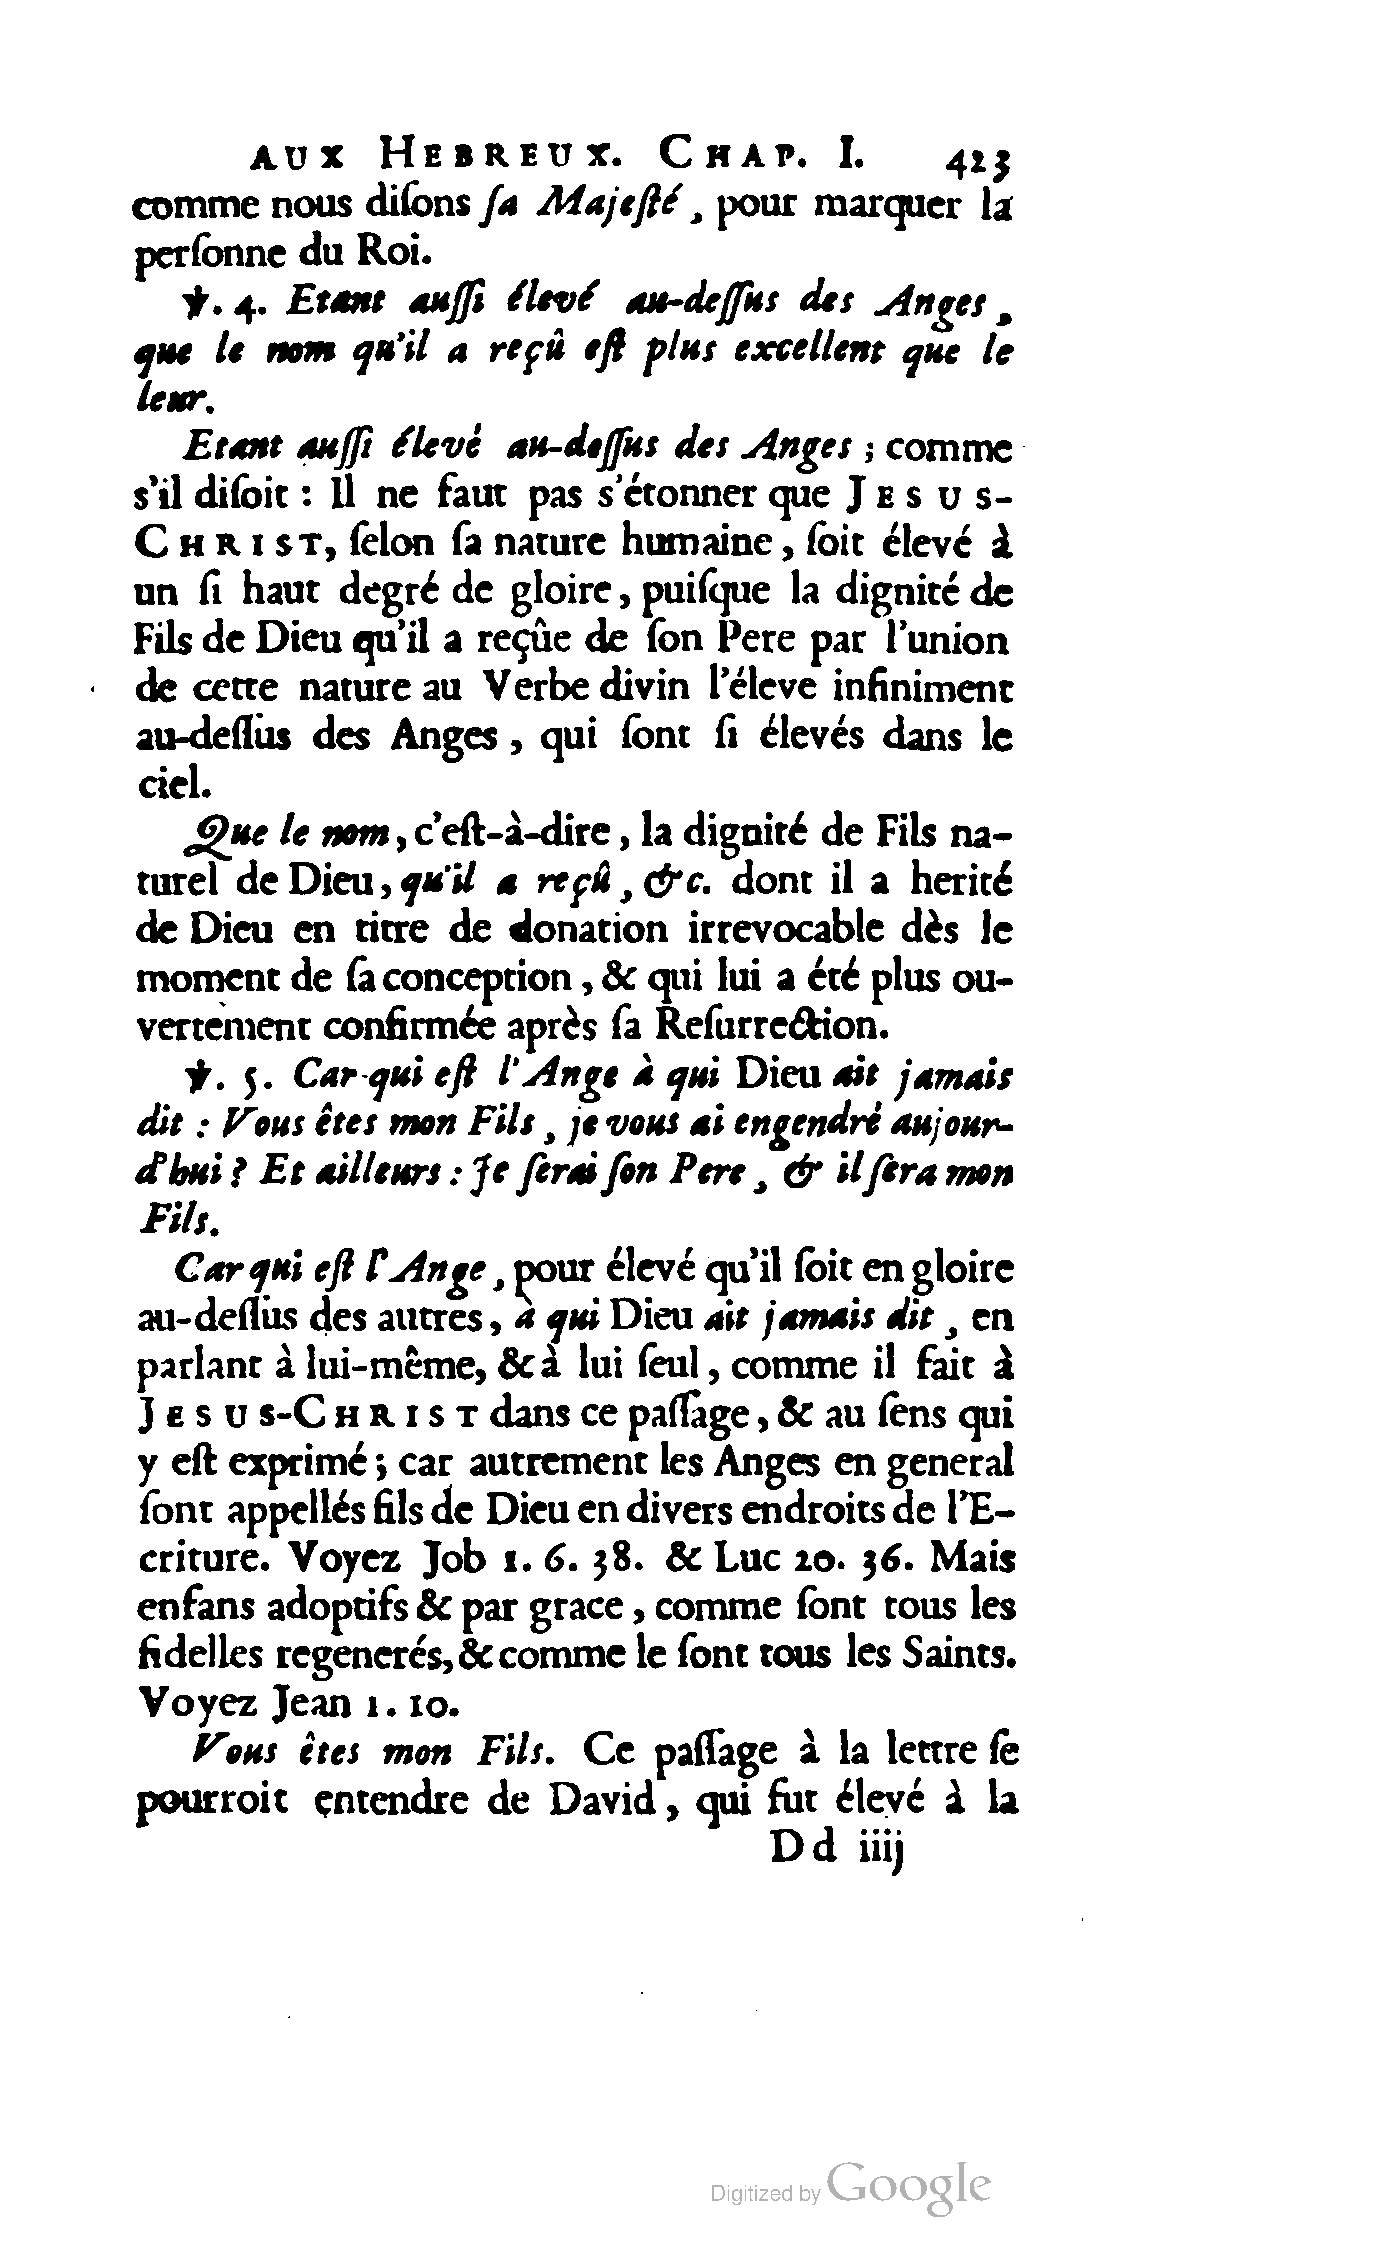 AUX HEBREUX. CHAP. I. 423
comme nous diſons ſa Majeſté, pour marquer la
perſonne du Roi.
℣. 4. Etant auſſi élevé au-deſſus des Anges,
que le nom qu'il a reçû eſt plus excellent que le
leur.
Etant auſſi élevé au-deſſus des Anges ; comme
s'il diſoit : Il ne faut pas s'étonner que JESUS-
CHRIST, ſelon ſa nature humaine, ſoit élevé à
un ſi haut degré de gloire, puiſque la dignité de
Fils de Dieu qu'il a reçûe de ſon Pere par l'union
de cette nature au Verbe divin l'éleve infiniment
au-deſſus des Anges, qui ſont ſi élevés dans le
ciel.
Que le nom, c'eſt-à-dire, la dignité de Fils na-
turel de Dieu, qu'il a reçû, &c. dont il a herité
de Dieu en titre de donation irrevocable dès le
moment de ſa conception, & qui lui a été plus ou-
vertement confirmée après ſa Reſurrection.
℣. 5. Car qui eſt l'Ange à qui Dieu ait jamais
dit : Vous êtes mon Fils, je vous ai engendré aujour-
d'hui ? Et ailleurs : Je ſerai ſon Pere, & il ſera mon
Fils.
Car qui eſt l'Ange, pour élevé qu'il ſoit en gloire
au-deſſus des autres, à qui Dieu ait jamais dit, en
parlant à lui-même, & à lui ſeul, comme il fait à
JESUS-CHRIST dans ce paſſage, & au ſens qui
y eſt exprimé ; car autrement les Anges en general
ſont appellés fils de Dieu en divers endroits de l'E-
criture. Voyez Job 1. 6. 38. & Luc 20. 36. Mais
enfans adoptifs & par grace, comme ſont tous les
fidelles regenerés, & comme le ſont tous les Saints.
Voyez Jean 1. 10.
Vous êtes mon Fils. Ce paſſage à la lettre ſe
pourroit entendre de David, qui fut élevé à la
Dd iiij
Digitized by Google